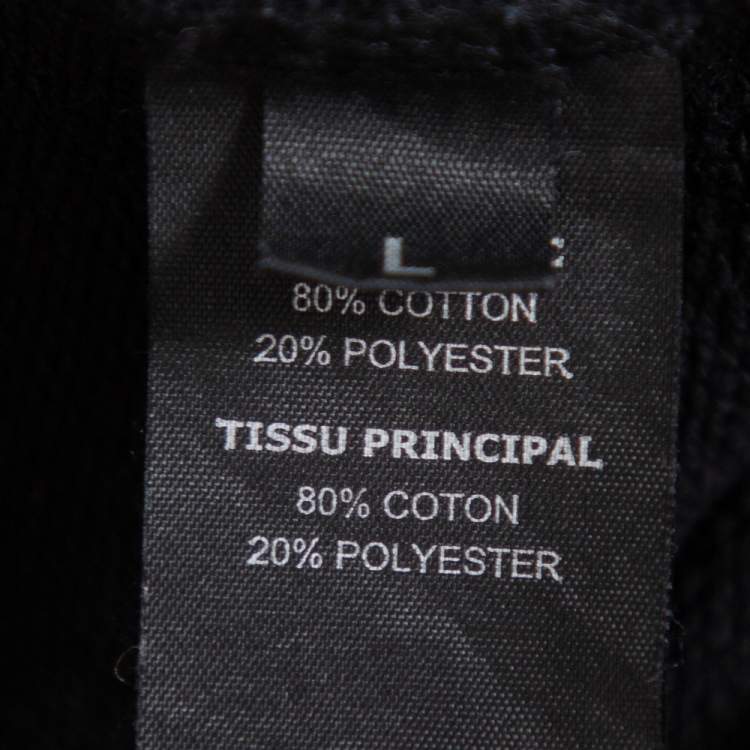 L
80% COTTON
20% POLYESTER
TISSU PRINCIPAL
80% COTON
20% POLYESTER